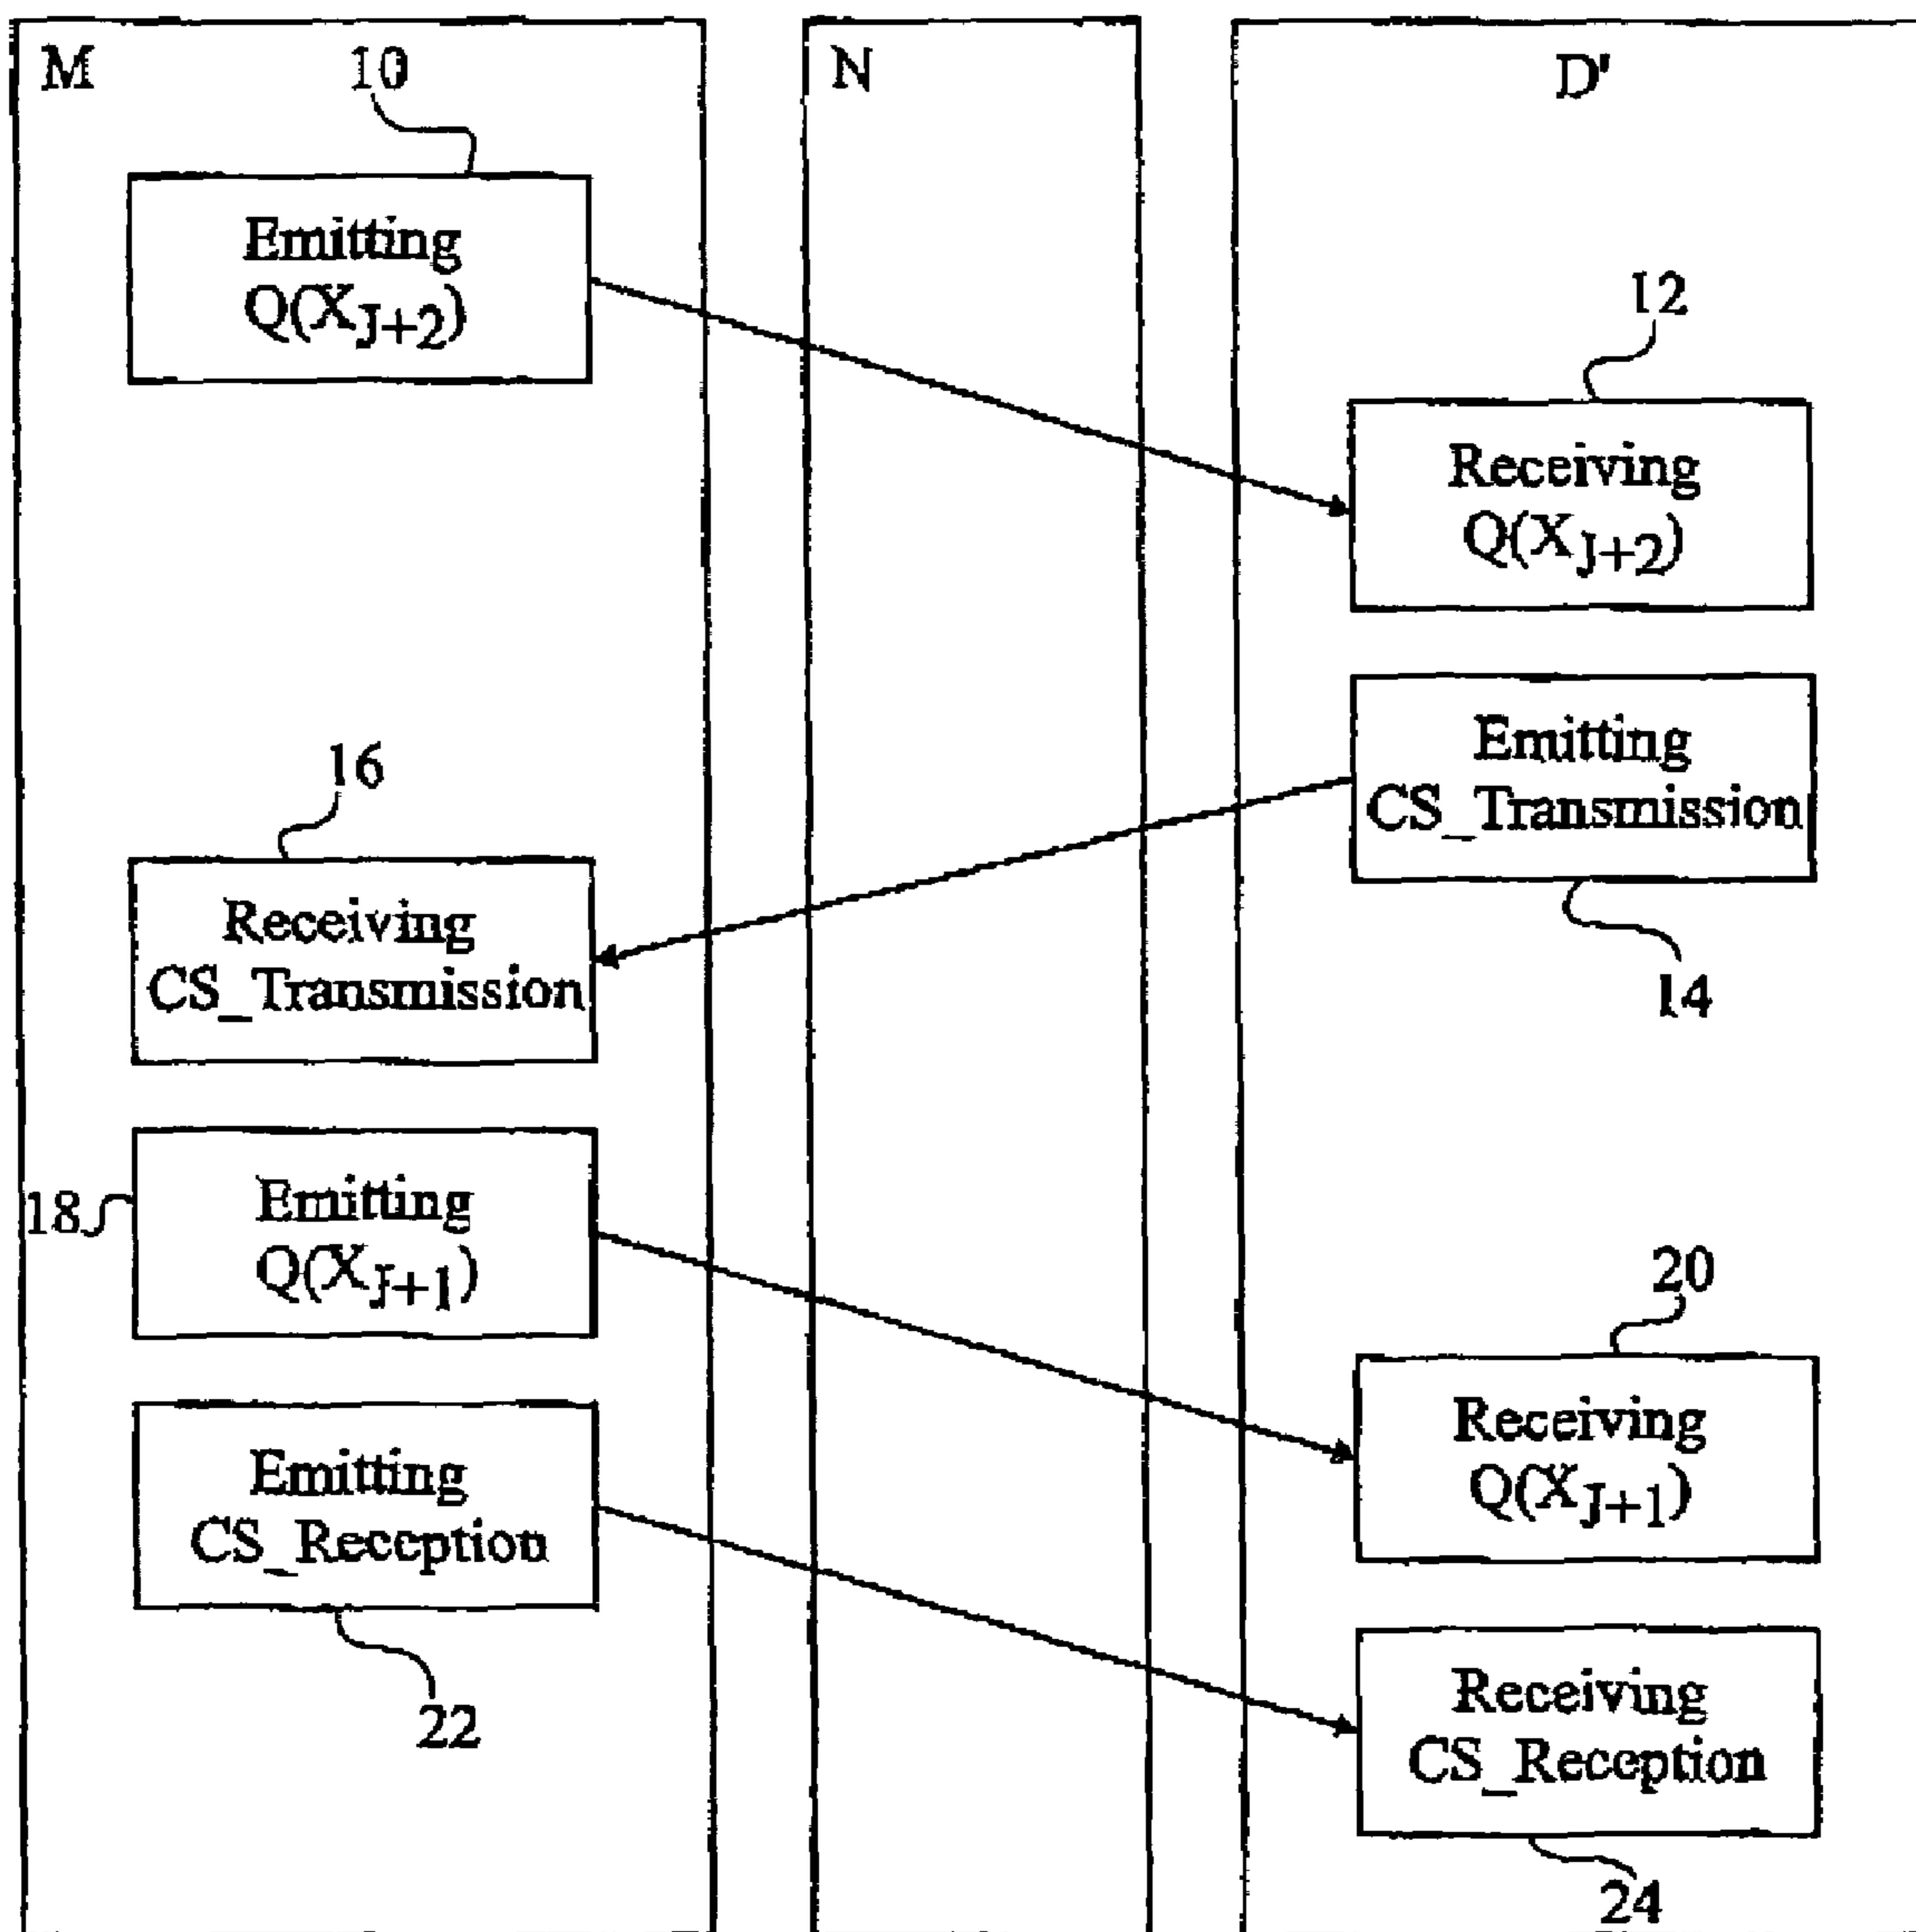 M
10
N
D'
Emitting
Q(X_{J+2})
12
Receiving
Q(X_{J+2})
Emitting
CS_Transmission
16
Receiving
CS_Transmission
14
18
Emitting
Q(X_{J+1})
20
Receiving
Q(X_{J+1})
Emitting
CS_Reception
22
Receiving
CS_Reception
24